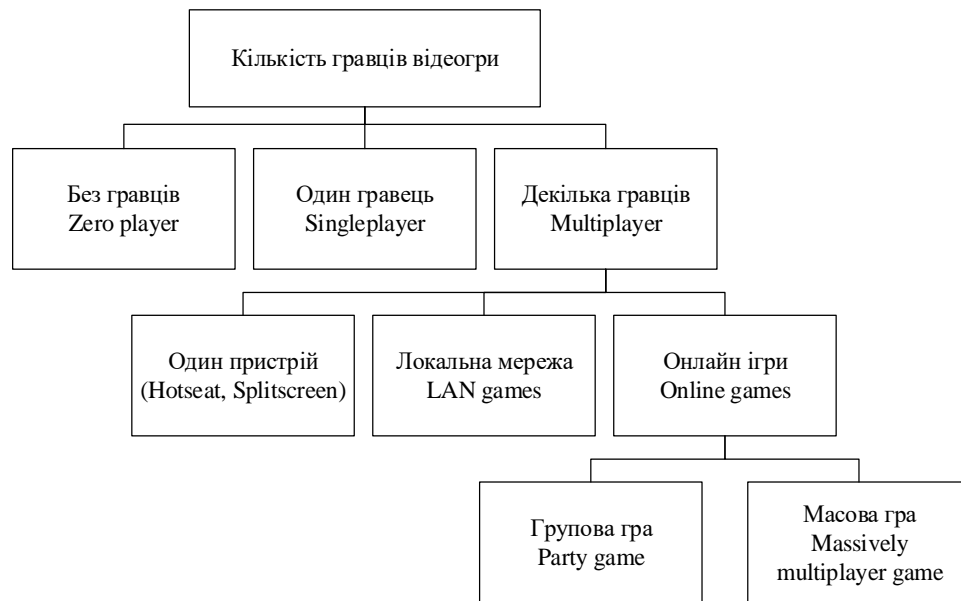 Кількість гравців відеогри
Без гравців
Zero player
Один гравець
Singleplayer
Декілька гравців
Multiplayer
Один пристрій
(Hotseat, Splitscreen)
Локальна мережа
LAN games
Онлайн ігри
Online games
Групова гра
Party game
Масова гра
Massively
multiplayer game